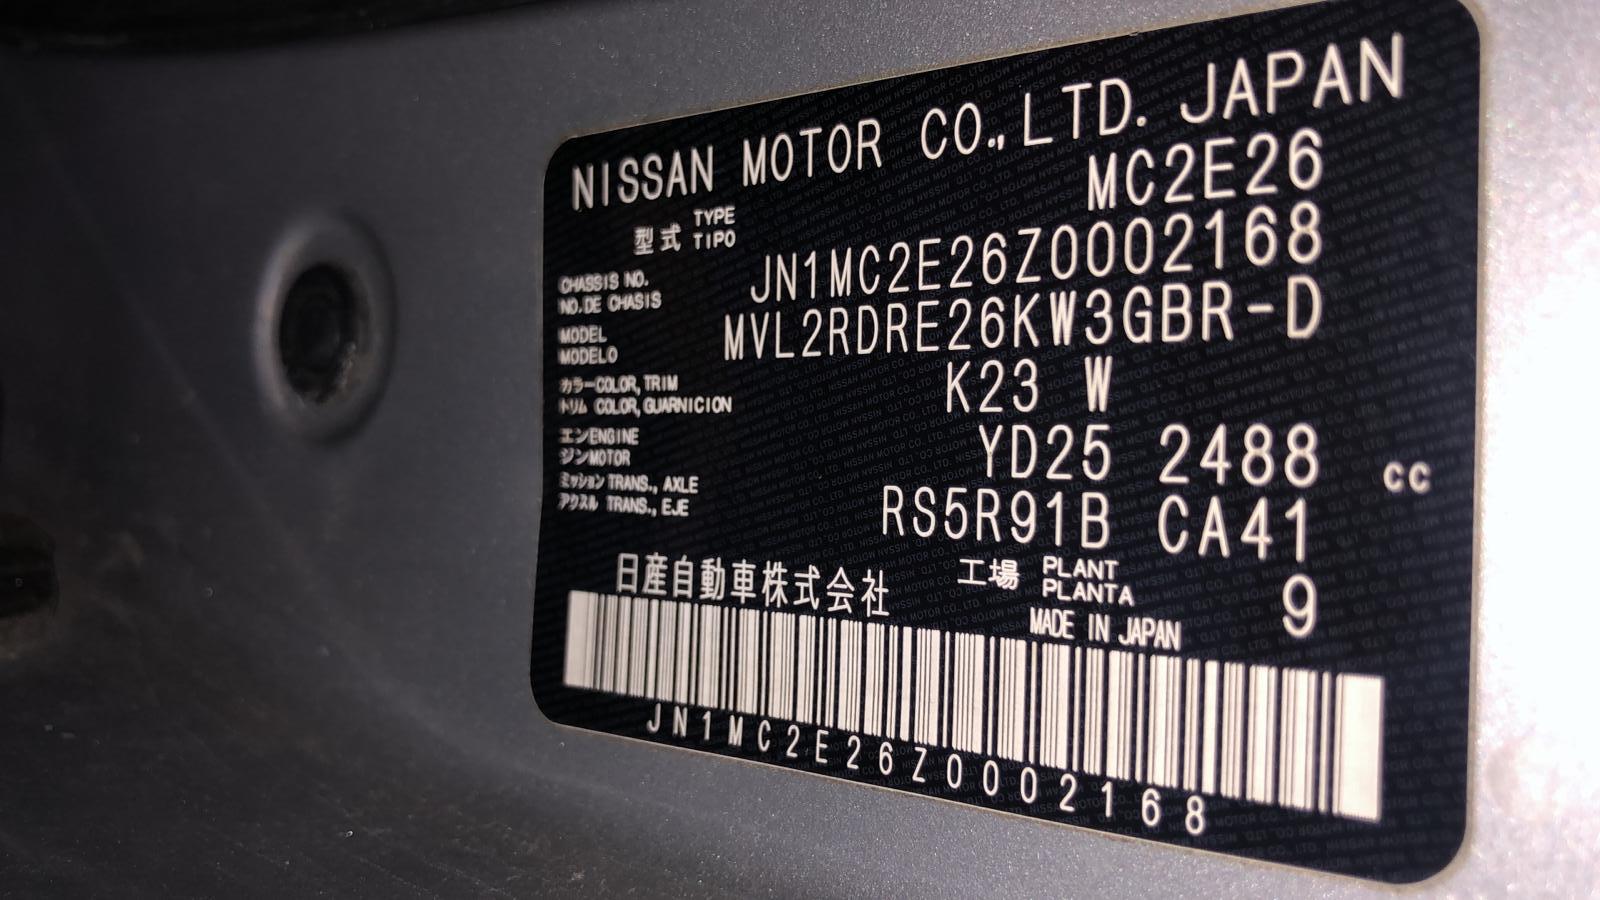 NISSAN MOTOR CO., LTD. JAPAN
型式 TYPE TIPO MC2E26
CHASSIS NO. NO. DE CHASIS JN1MC2E26Z0002168
MODEL MODELO MVL2RDRE26KW3GBR-D
カラー COLOR, TRIM トリム COLOR, GUARNICION K23 W
エンジン ENGINE MOTOR YD25 2488 cc
ミッション TRANS., AXLE アクスル TRANS., EJE RS5R91B CA41
日産自動車株式会社 工場 PLANT PLANTA 9
MADE IN JAPAN
JN1MC2E26Z0002168